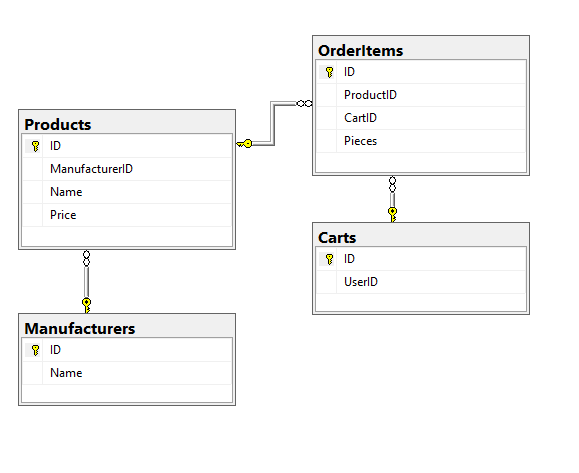 OrderItems
ID
ProductID
CartID
Pieces
Products
ID
ManufacturerID
Name
Price
Carts
ID
UserID
Manufacturers
ID
Name